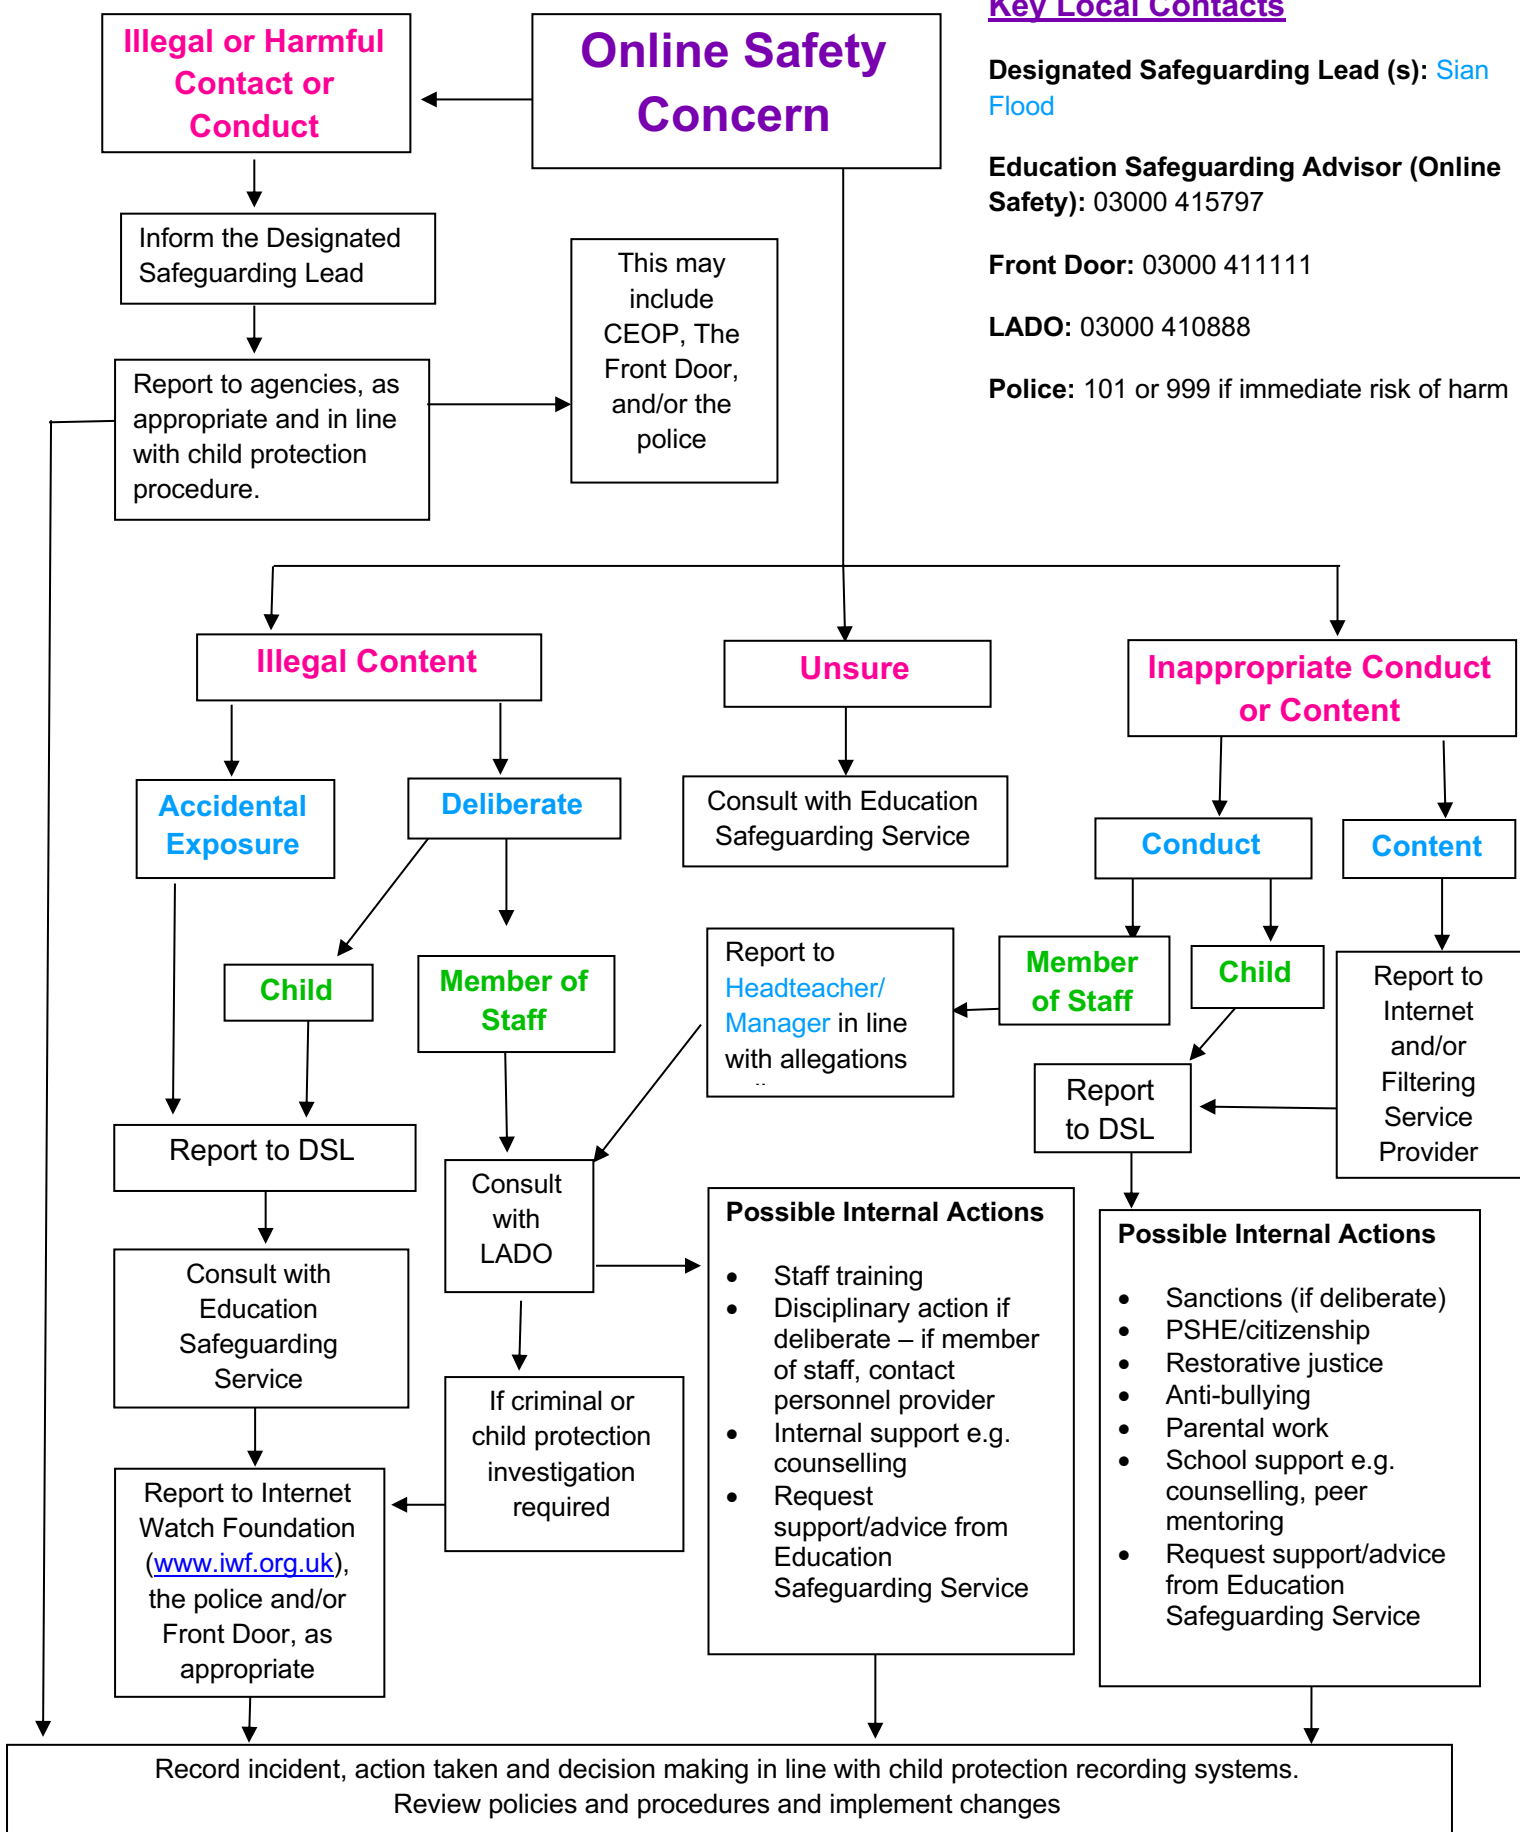 Key Local Contacts
Illegal or Harmful
Contact or
Conduct
Online Safety
Concern
Designated Safeguarding Lead (s): Sian
Flood
Education Safeguarding Advisor (Online
Safety): 03000 415797
Front Door: 03000 411111
LADO: 03000 410888
Police: 101 or 999 if immediate risk of harm
Inform the Designated
Safeguarding Lead
This may
include
CEOP, The
Front Door,
and/or the
police
Report to agencies, as
appropriate and in line
with child protection
procedure.
Illegal Content
Unsure
Inappropriate Conduct
or Content
Accidental
Exposure
Deliberate
Consult with Education
Safeguarding Service
Conduct
Content
Child
Member of
Staff
Report to
Headteacher/
Manager in line
with allegations
Member
of Staff
Child
Report to
Internet
and/or
Filtering
Service
Provider
Report
to DSL
Report to DSL
Consult
with
LADO
Consult with
Education
Safeguarding
Service
If criminal or
child protection
investigation
required
Report to Internet
Watch Foundation
(www.iwf.org.uk),
the police and/or
Front Door, as
appropriate
Possible Internal Actions
• Staff training
• Disciplinary action if
deliberate – if member
of staff, contact
personnel provider
• Internal support e.g.
counselling
• Request
support/advice from
Education
Safeguarding Service
Possible Internal Actions
• Sanctions (if deliberate)
• PSHE/citizenship
• Restorative justice
• Anti-bullying
• Parental work
• School support e.g.
counselling, peer
mentoring
• Request support/advice
from Education
Safeguarding Service
Record incident, action taken and decision making in line with child protection recording systems.
Review policies and procedures and implement changes